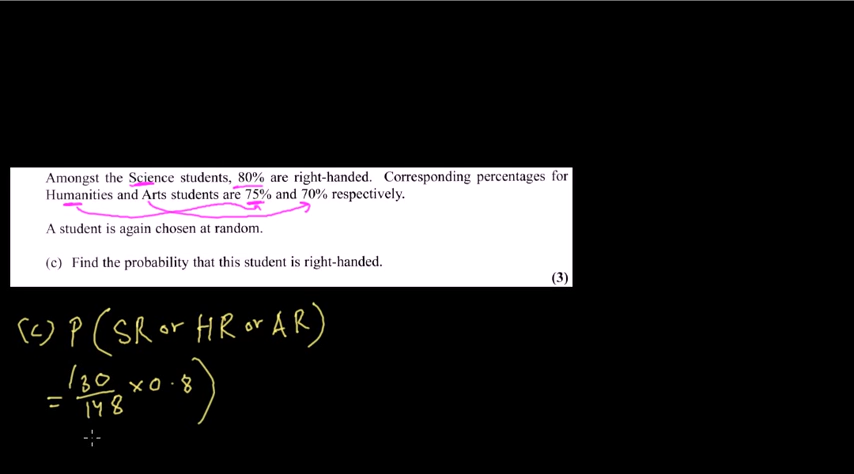 Amongst the Science students, 80% are right-handed. Corresponding percentages for
Humanities and Arts students are 75% and 70% respectively.
A student is again chosen at random.
(c) Find the probability that this student is right-handed.
(3)
(c) P(SR or HR or AR)
= (30/148 × 0.8)